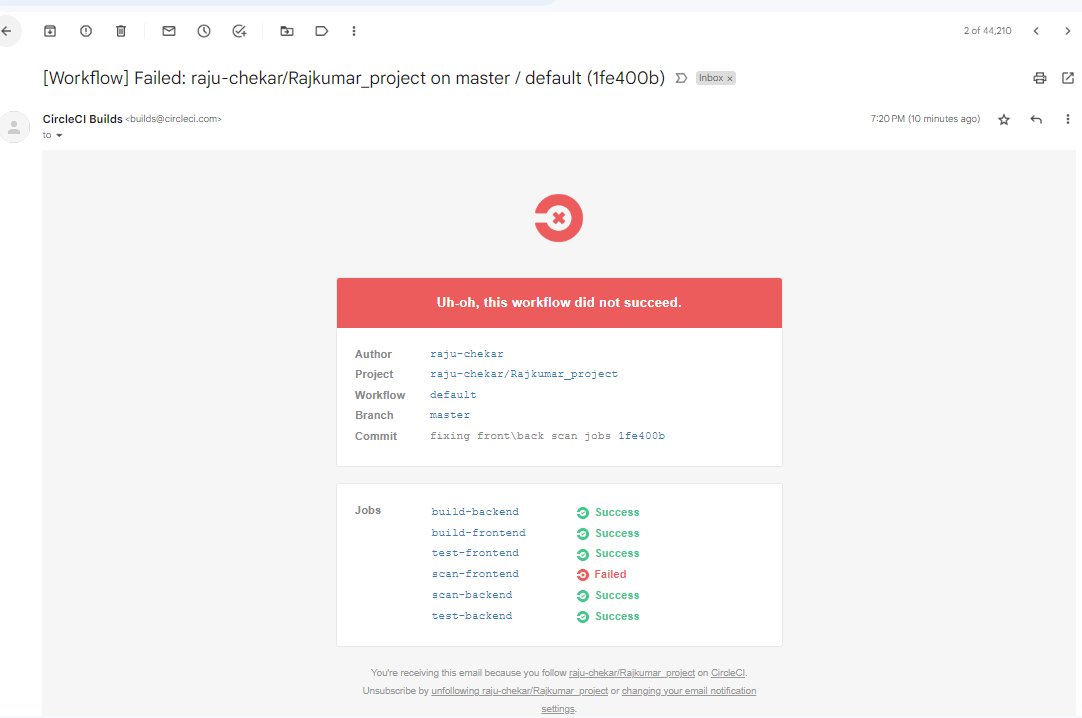 2 of 44,210
[Workflow] Failed: raju-chekar/Rajkumar_project on master / default (1fe400b) Inbox x
CircleCI Builds <builds@circleci.com> 7:20 PM (10 minutes ago)
to
Uh-oh, this workflow did not succeed.
Author raju-chekar
Project raju-chekar/Rajkumar_project
Workflow default
Branch master
Commit fixing front\back scan jobs 1fe400b
Jobs build-backend Success
build-frontend Success
test-frontend Success
scan-frontend Failed
scan-backend Success
test-backend Success
You're receiving this email because you follow raju-chekar/Rajkumar_project on CircleCI.
Unsubscribe by unfollowing raju-chekar/Rajkumar_project or changing your email notification
settings.